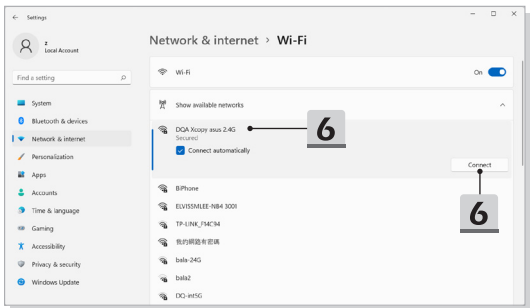 Settings
z
Local Account
Find a setting
System
Bluetooth & devices
Network & internet
Personalization
Apps
Accounts
Time & language
Gaming
Accessibility
Privacy & security
Windows Update
Network & internet > Wi-Fi
Wi-Fi
On
Show available networks
DQA Xcopy asus 2.4G
Secured
Connect automatically
6
Connect
6
BiPhone
ELVISSMLEE-NB4 3001
TP-LINK_F14C94
我的網路有密碼
bala-24G
bala2
DQ-int5G